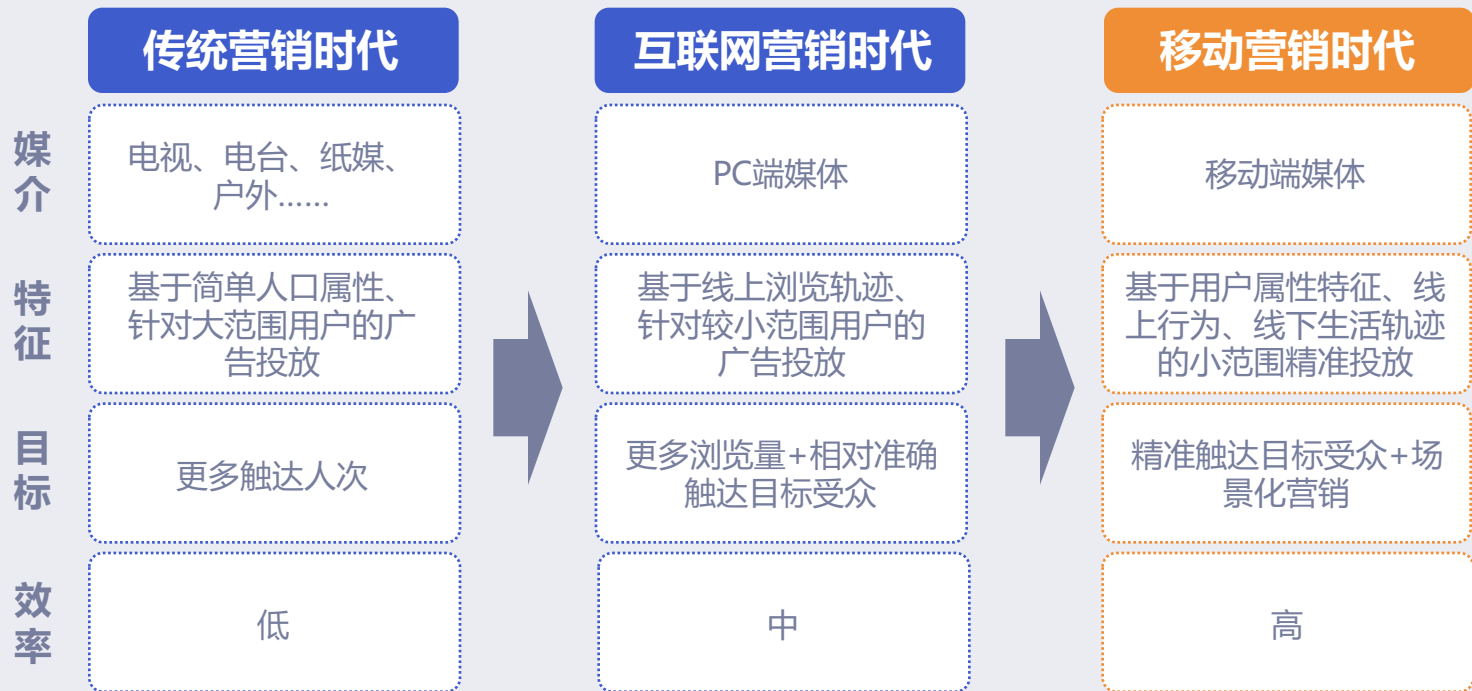 传统营销时代
互联网营销时代
移动营销时代
媒介
电视、电台、纸媒、
户外……
PC端媒体
移动端媒体
特征
基于简单人口属性、
针对大范围用户的广
告投放
基于线上浏览轨迹、
针对较小范围用户的
广告投放
基于用户属性特征、线
上行为、线下生活轨迹
的小范围精准投放
目标
更多触达人次
更多浏览量+相对准确
触达目标受众
精准触达目标受众+场
景化营销
效率
低
中
高